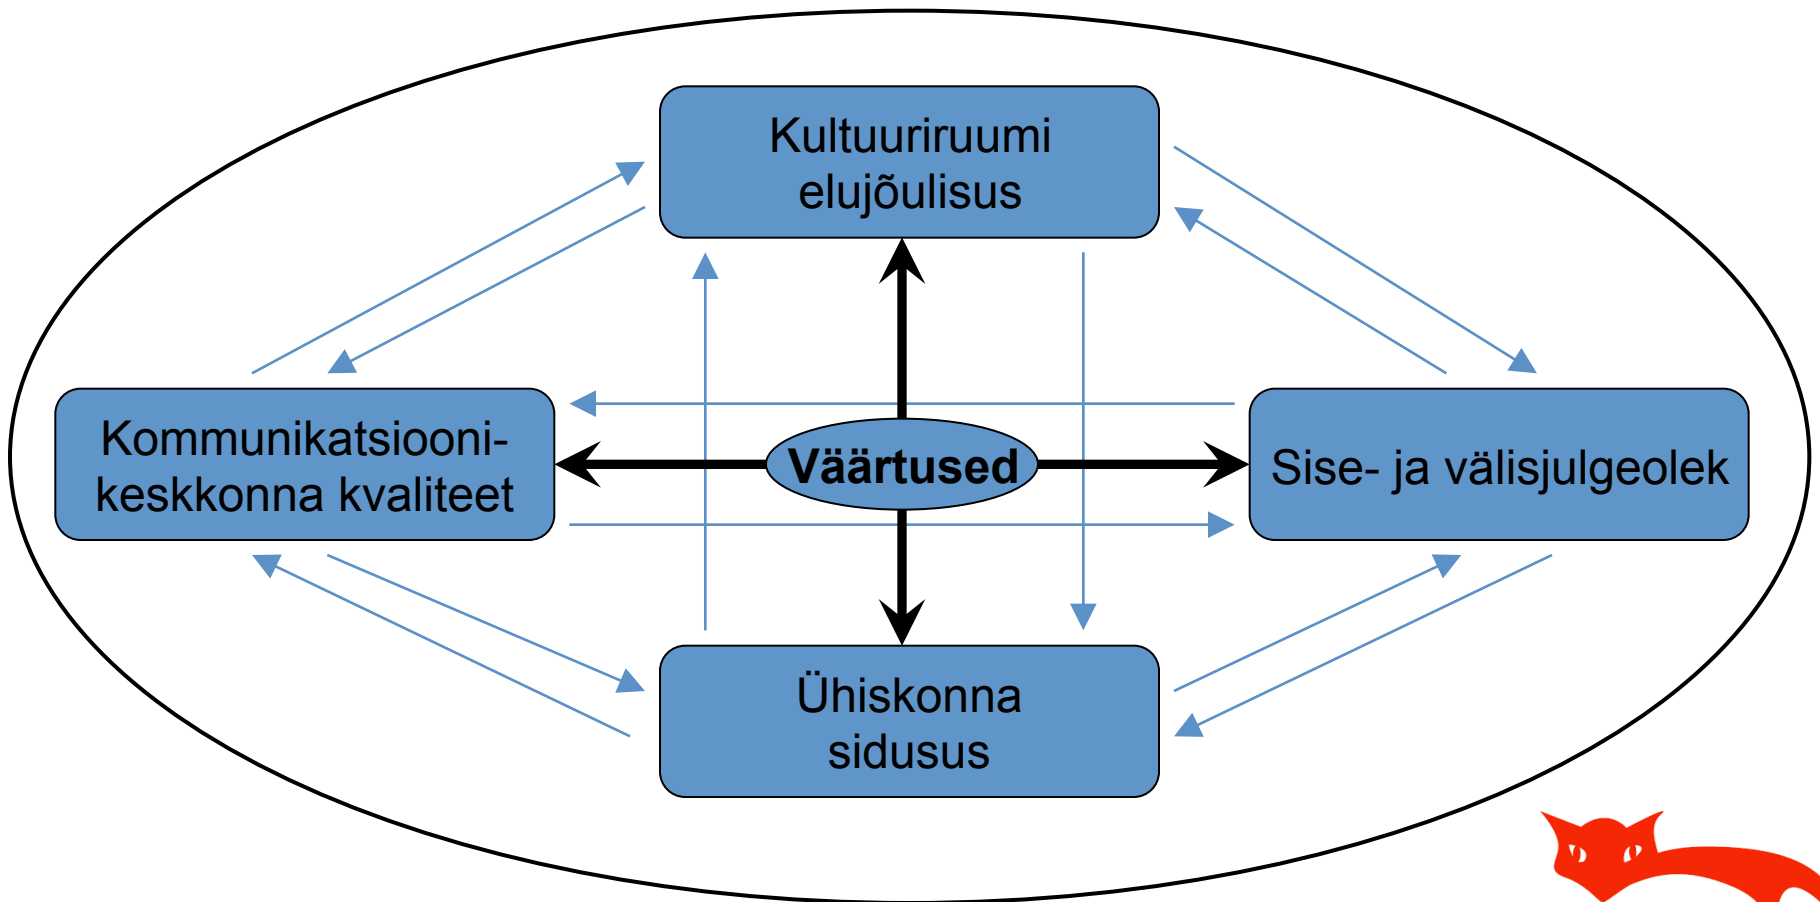 Kultuuriruumi
elujõulisus
Kommunikatsiooni-
keskkonna kvaliteet
Väärtused
Sise- ja välisjulgeolek
Ühiskonna
sidusus